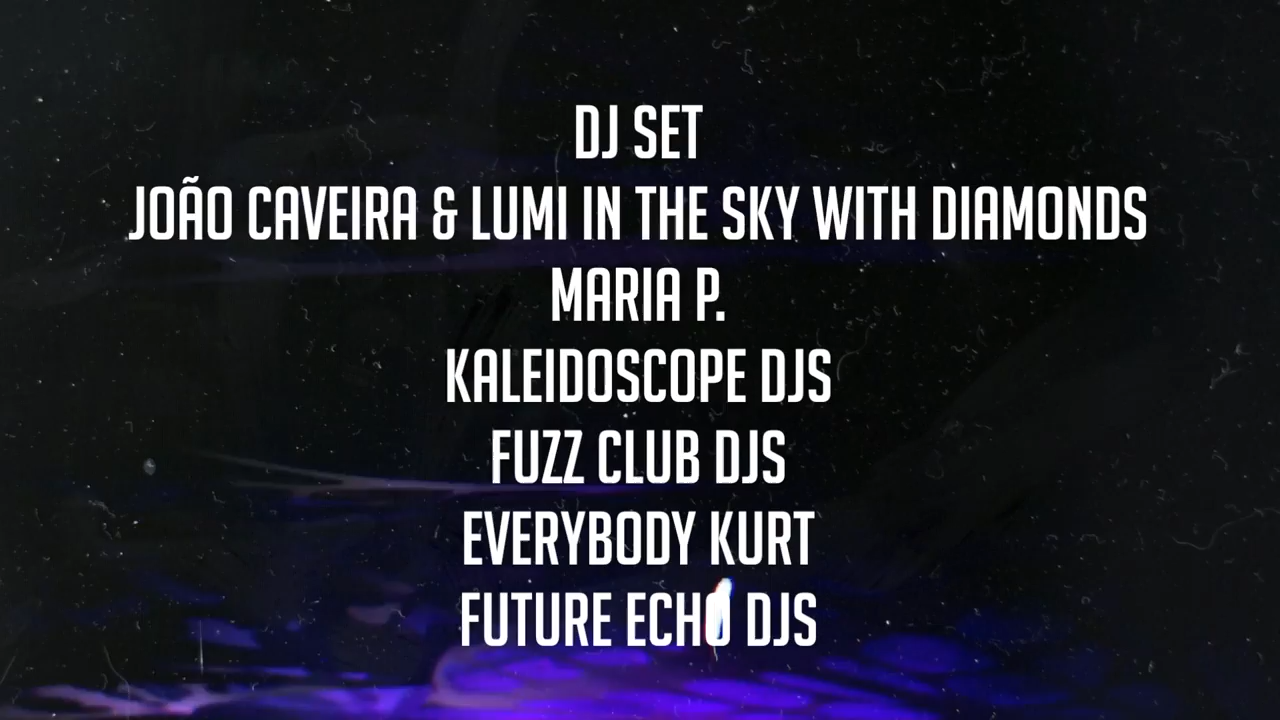 DJ SET
JOÃO CAVEIRA & LUMI IN THE SKY WITH DIAMONDS
MARIA P.
KALEIDOSCOPE DJS
FUZZ CLUB DJS
EVERYBODY KURT
FUTURE ECHO DJS